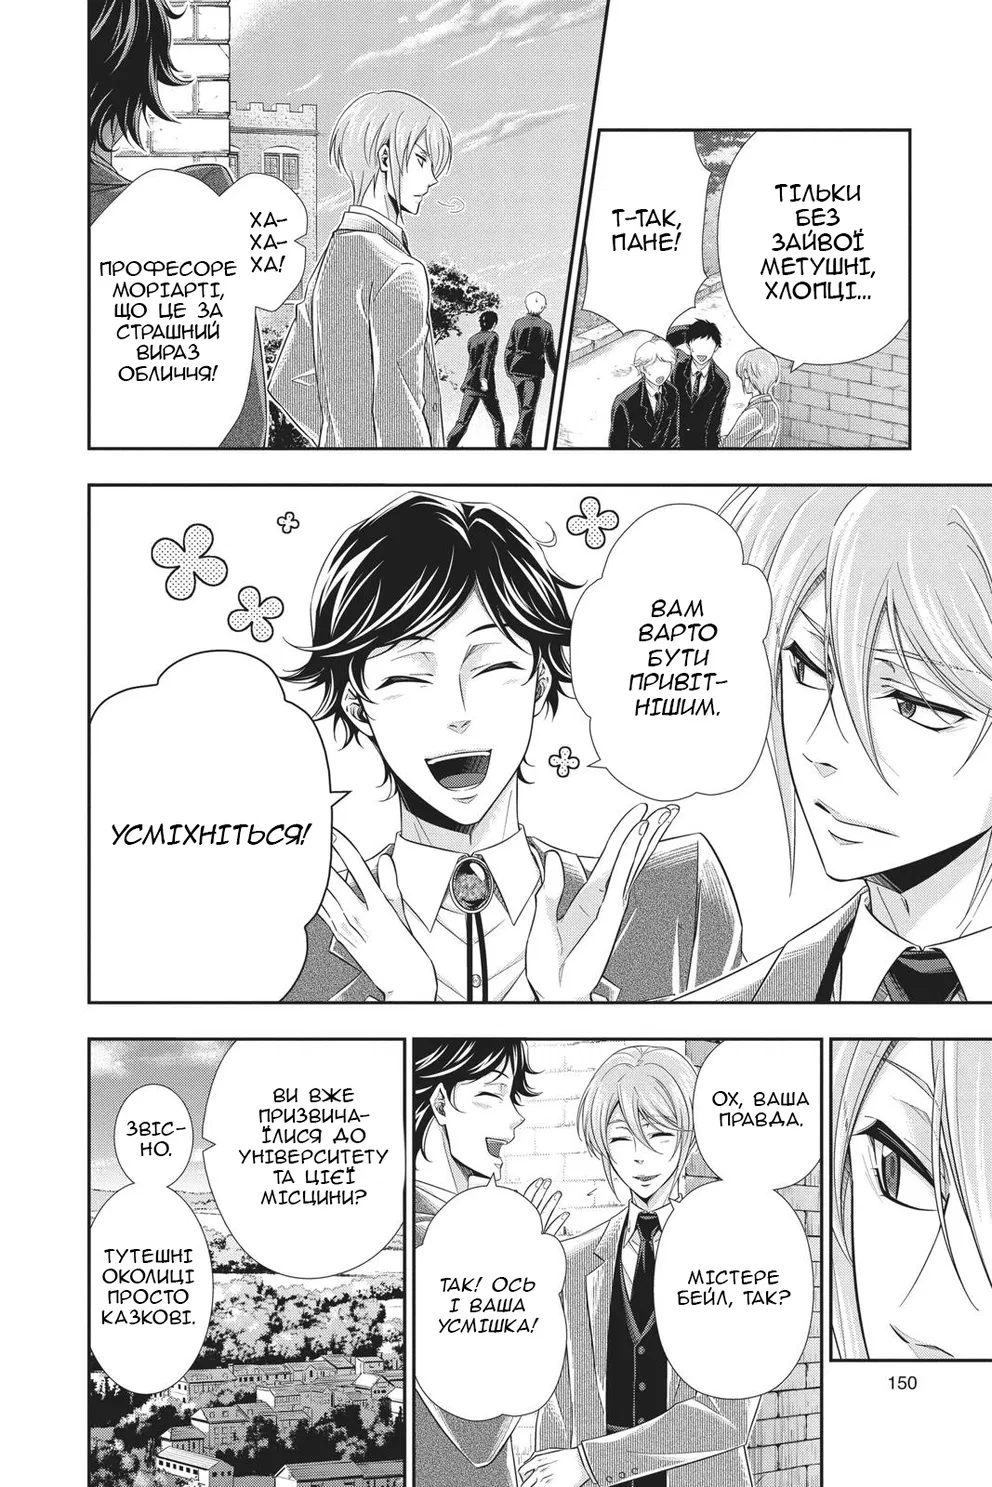 ТІЛЬКИ
БЕЗ
ЗАЙВОЇ
МЕТУШНІ,
ХЛОПЦІ...
Т-ТАК,
ПАНЕ!
ХА-
ХА-
ХА!
ПРОФЕСОРЕ
МОРІАРТІ,
ЩО ЦЕ ЗА
СТРАШНИЙ
ВИРАЗ
ОБЛИЧЧЯ!
ВАМ
ВАРТО
БУТИ
ПРИВІТ-
НІШИМ.
УСМІХНІТЬСЯ!
ОХ, ВАША
ПРАВДА.
МІСТЕРЕ
БЕЙЛ, ТАК?
ТАК! ОСЬ
І ВАША
УСМІШКА!
ВИ ВЖЕ
ПРИЗВИЧА-
ЇЛИСЯ ДО
УНІВЕРСИТЕТУ
ТА ЦІЄЇ
МІСЦИНИ?
ЗВІС-
НО.
ТУТЕШНІ
ОКОЛИЦІ
ПРОСТО
КАЗКОВІ.
150